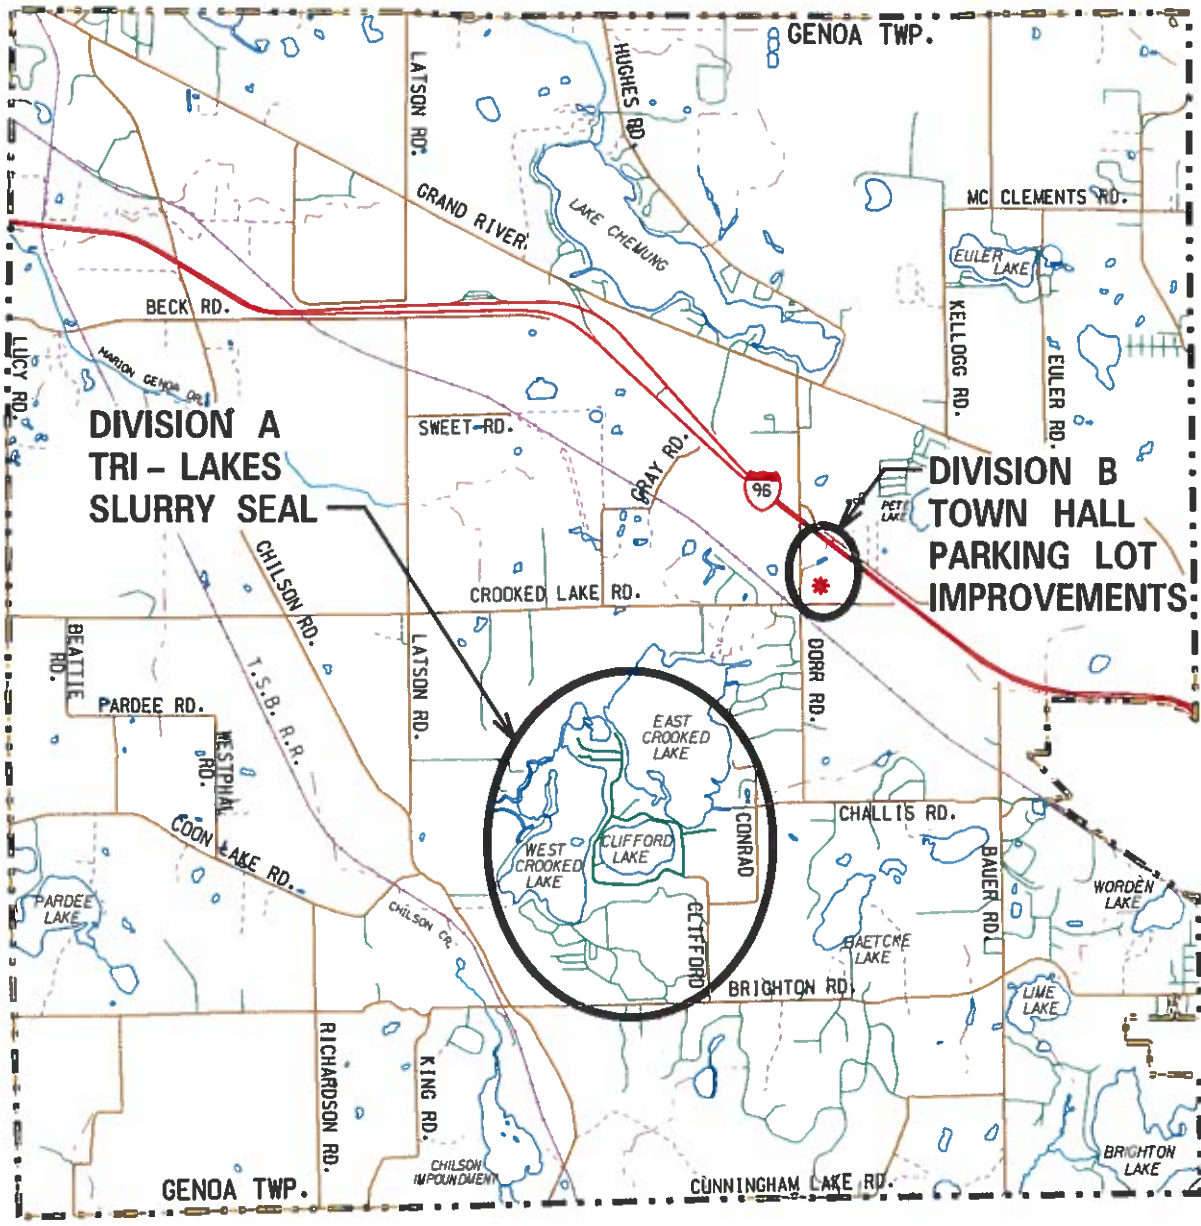 GENOA TWP.
HUGHES RD.
LATSON RD.
MC CLEMENTS RD.
GRAND RIVER
LAKE CHEMUNG
EULER
LAKE
BECK RD.
KELLOGG RD.
EULER RD.
LUCY RD.
MARION GENOA DR.
DIVISION A
TRI - LAKES
SLURRY SEAL
SWEET RD.
GRAY RD.
96
PETE
LAKE
DIVISION B
TOWN HALL
PARKING LOT
IMPROVEMENTS
CHILSON RD.
CROOKED LAKE RD.
BEATTIE
RD.
LATSON RD.
DORR RD.
T.S.B. R.R.
PARDEE RD.
WESTPHAL
RD.
EAST
CROOKED
LAKE
CHALLIS RD.
COON LAKE RD.
WEST
CROOKED
LAKE
CLIFFORD
LAKE
CONRAD
BAUER RD.
WORDEN
LAKE
PARDEE
LAKE
CHILSON CR.
CLIFFORD
BAETCKE
LAKE
BRIGHTON RD.
LIME
LAKE
RICHARDSON RD.
KING RD.
CHILSON
IMPOUNDMENT
BRIGHTON
LAKE
GENOA TWP.
CUNNINGHAM LAKE RD.